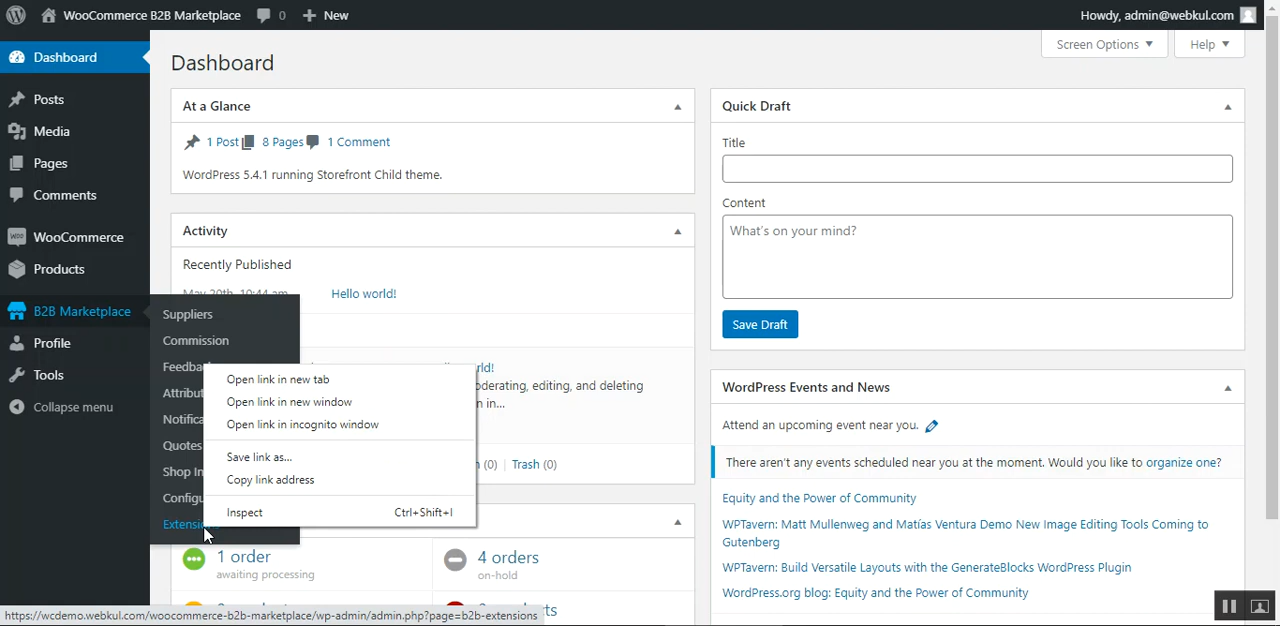 WooCommerce B2B Marketplace 0 New Howdy, admin@webkul.com
Screen Options Help
Dashboard
Posts
Media
Pages
Comments
WooCommerce
Products
B2B Marketplace
Profile
Tools
Collapse menu
Suppliers
Commission
Quotes
Open link in new tab
Open link in new window
Open link in incognito window
Save link as...
Copy link address
Inspect Ctrl+Shift+I
Dashboard
At a Glance
1 Post 8 Pages 1 Comment
WordPress 5.4.1 running Storefront Child theme.
Activity
Recently Published
May 20th, 10:44 am Hello world!
editing, and deleting
in...
(0) | Trash (0)
1 order
awaiting processing
4 orders
on-hold
Quick Draft
Title
Content
What's on your mind?
Save Draft
WordPress Events and News
Attend an upcoming event near you.
There aren't any events scheduled near you at the moment. Would you like to organize one?
Equity and the Power of Community
WPTavern: Matt Mullenweg and Matías Ventura Demo New Image Editing Tools Coming to
Gutenberg
WPTavern: Build Versatile Layouts with the GenerateBlocks WordPress Plugin
WordPress.org blog: Equity and the Power of Community
https://wcdemo.webkul.com/woocommerce-b2b-marketplace/wp-admin/admin.php?page=b2b-extensions